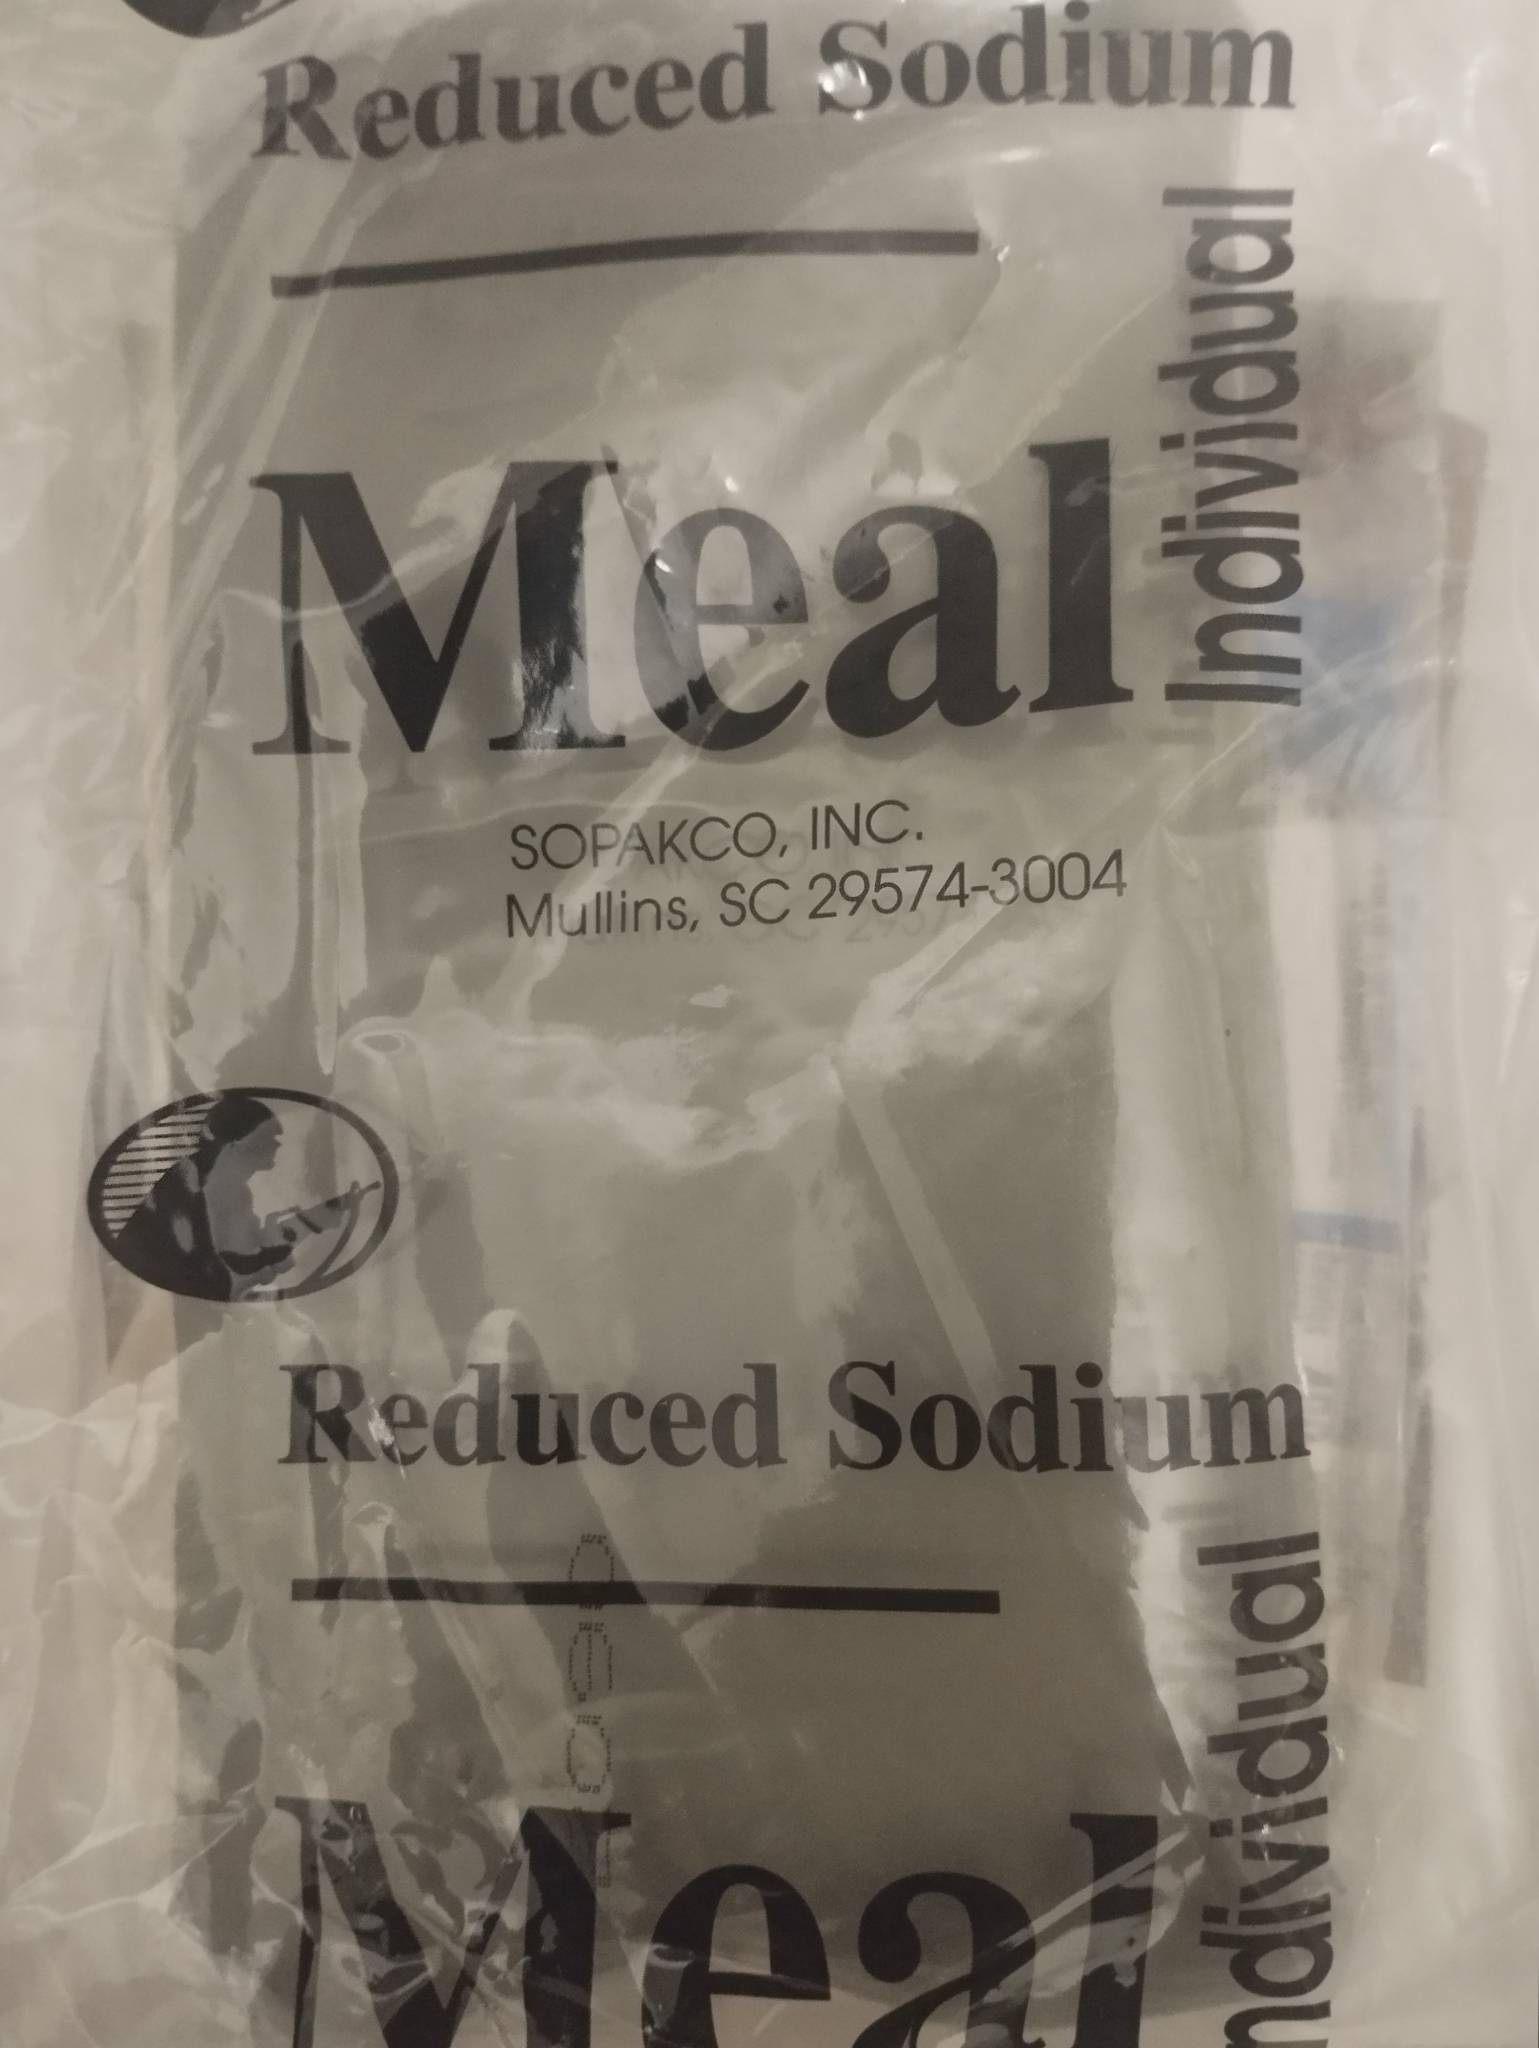 Reduced Sodium
Meal
Individual
SOPAKCO, INC.
Mullins, SC 29574-3004
Reduced Sodium
Meal
Individual